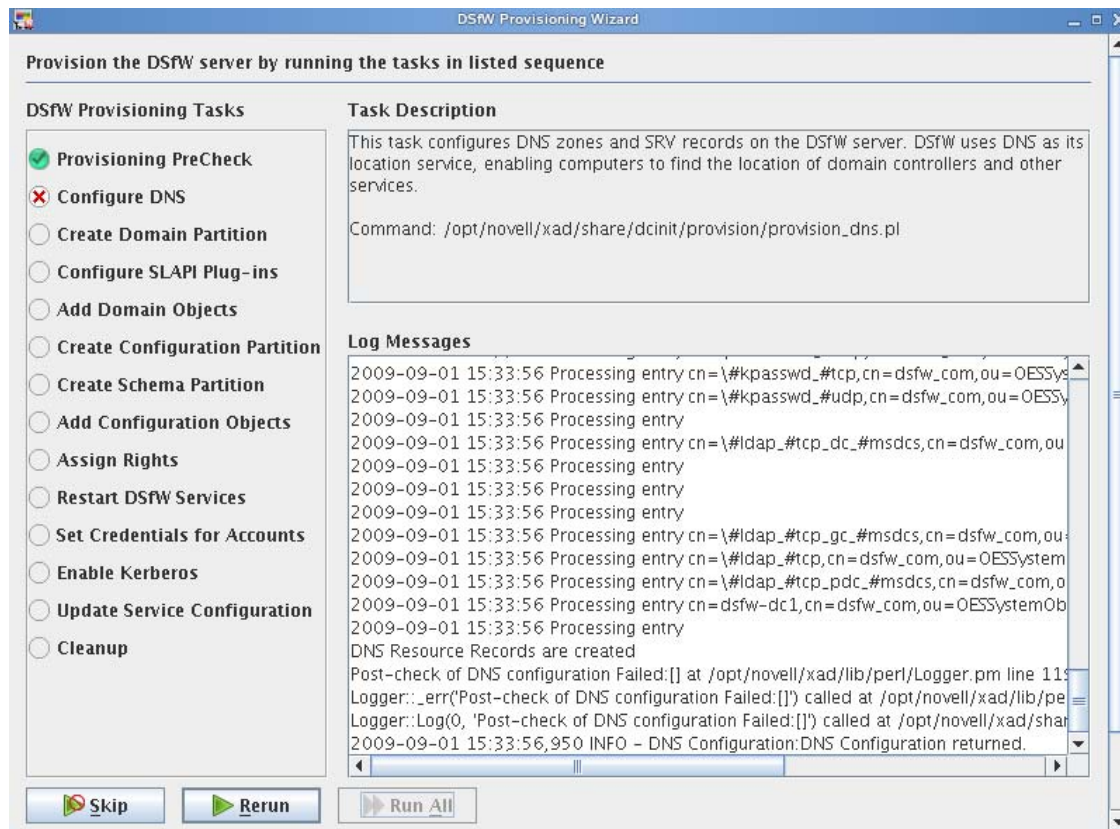 DSfW Provisioning Wizard
Provision the DSfW server by running the tasks in listed sequence
DSfW Provisioning Tasks
Provisioning PreCheck
Configure DNS
Create Domain Partition
Configure SLAPI Plug-ins
Add Domain Objects
Create Configuration Partition
Create Schema Partition
Add Configuration Objects
Assign Rights
Restart DSfW Services
Set Credentials for Accounts
Enable Kerberos
Update Service Configuration
Cleanup
Task Description
This task configures DNS zones and SRV records on the DSfW server. DSfW uses DNS as its
location service, enabling computers to find the location of domain controllers and other
services.
Command: /opt/novell/xad/share/dcinit/provision/provision_dns.pl
Log Messages
2009-09-01 15:33:56 Processing entry cn=\#kpasswd_#tcp,cn=dsfw_com,ou=OESSys
2009-09-01 15:33:56 Processing entry cn=\#kpasswd_#udp,cn=dsfw_com,ou=OESSy
2009-09-01 15:33:56 Processing entry
2009-09-01 15:33:56 Processing entry cn=\#ldap_#tcp_dc_#msdcs,cn=dsfw_com,ou
2009-09-01 15:33:56 Processing entry
2009-09-01 15:33:56 Processing entry
2009-09-01 15:33:56 Processing entry
2009-09-01 15:33:56 Processing entry cn=\#ldap_#tcp_gc_#msdcs,cn=dsfw_com,ou
2009-09-01 15:33:56 Processing entry cn=\#ldap_#tcp,cn=dsfw_com,ou=OESSystem
2009-09-01 15:33:56 Processing entry cn=\#ldap_#tcp_pdc_#msdcs,cn=dsfw_com,o
2009-09-01 15:33:56 Processing entry cn=dsfw-dc1,cn=dsfw_com,ou=OESSystemOb
2009-09-01 15:33:56 Processing entry
DNS Resource Records are created
Post-check of DNS configuration Failed:[] at /opt/novell/xad/lib/perl/Logger.pm line 119
Logger::_err('Post-check of DNS configuration Failed:[]') called at /opt/novell/xad/lib/pe
Logger::Log(0, 'Post-check of DNS configuration Failed:[]') called at /opt/novell/xad/shar
2009-09-01 15:33:56,950 INFO - DNS Configuration:DNS Configuration returned.
Skip
Rerun
Run All